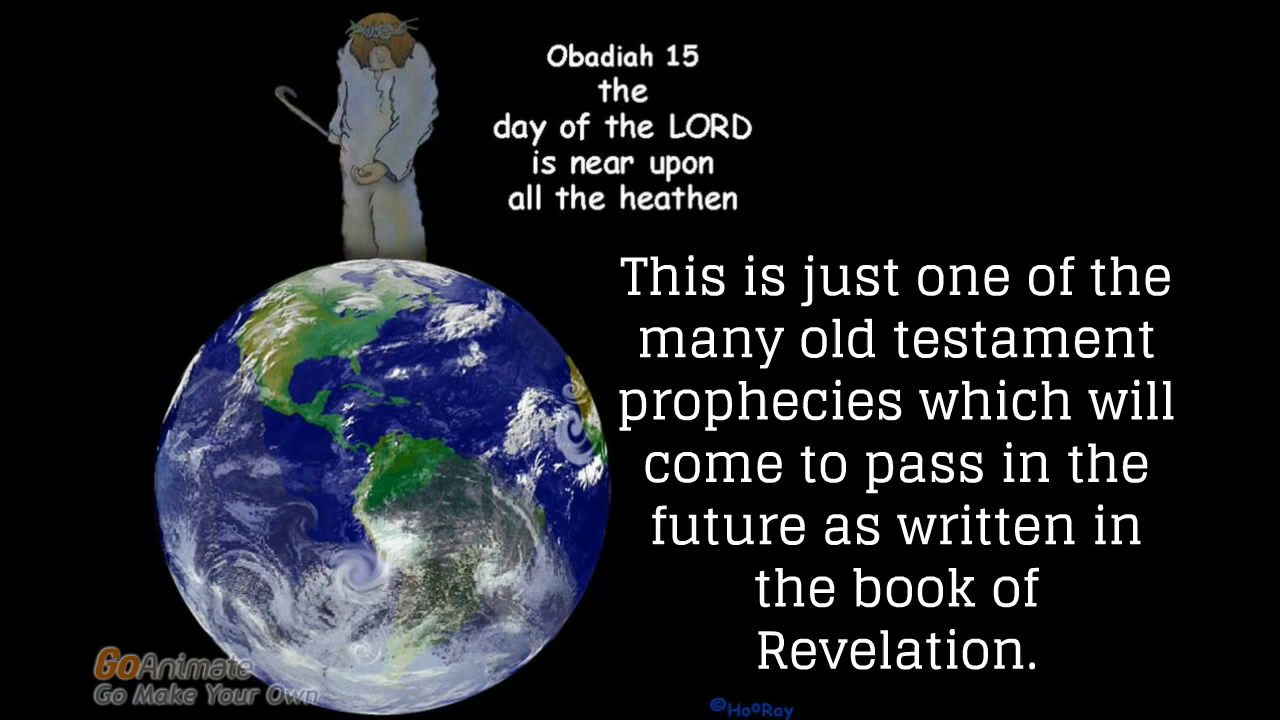 Obadiah 15
the
day of the LORD
is near upon
all the heathen
This is just one of the
many old testament
prophecies which will
come to pass in the
future as written in
the book of
Revelation.
GoAnimate
Go Make Your Own
©HooRay